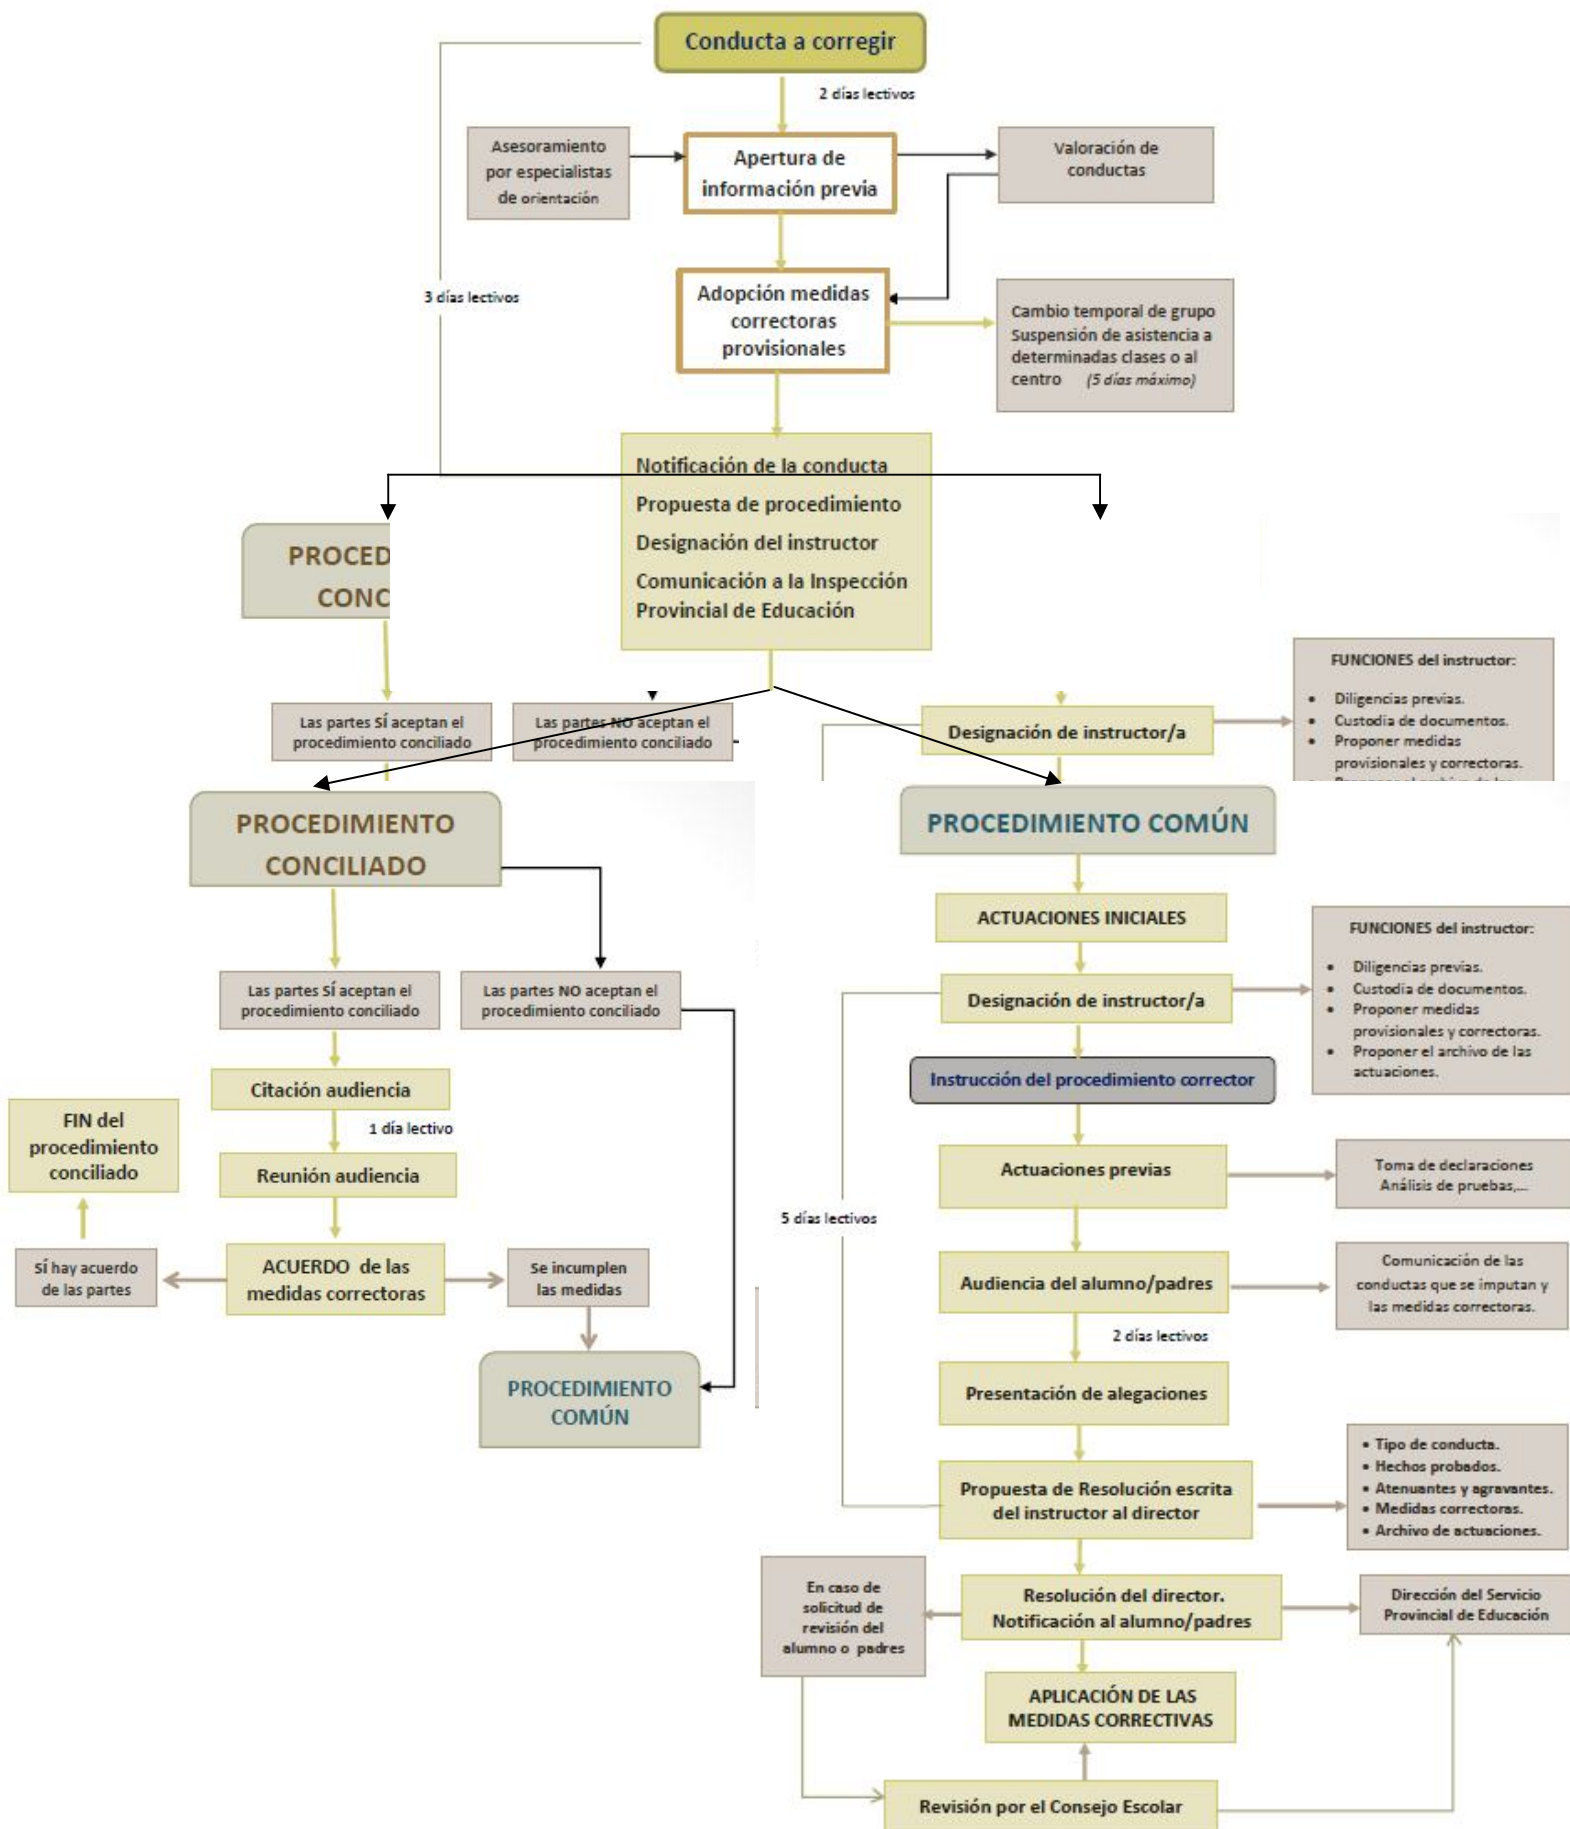 Conducta a corregir
2 días lectivos
Asesoramiento
por especialistas
de orientación
Apertura de
información previa
Valoración de
conductas
3 días lectivos
Adopción medidas
correctoras
provisionales
Cambio temporal de grupo
Suspensión de asistencia a
determinadas clases o al
centro (5 días máximo)
Notificación de la conducta
Propuesta de procedimiento
Designación del instructor
Comunicación a la Inspección
Provincial de Educación
PROCED
CONC
Las partes SÍ aceptan el
procedimiento conciliado
Las partes NO aceptan el
procedimiento conciliado
Designación de instructor/a
FUNCIONES del instructor:
• Diligencias previas.
• Custodia de documentos.
• Proponer medidas
provisionales y correctoras.
PROCEDIMIENTO
CONCILIADO
Las partes SÍ aceptan el
procedimiento conciliado
Las partes NO aceptan el
procedimiento conciliado
Citación audiencia
1 día lectivo
Reunión audiencia
FIN del
procedimiento
conciliado
SÍ hay acuerdo
de las partes
ACUERDO de las
medidas correctoras
Se incumplen
las medidas
PROCEDIMIENTO
COMÚN
PROCEDIMIENTO COMÚN
ACTUACIONES INICIALES
Designación de instructor/a
FUNCIONES del instructor:
• Diligencias previas.
• Custodia de documentos.
• Proponer medidas
provisionales y correctoras.
• Proponer el archivo de las
actuaciones.
Instrucción del procedimiento corrector
Actuaciones previas
Toma de declaraciones
Análisis de pruebas,...
5 días lectivos
Audiencia del alumno/padres
Comunicación de las
conductas que se imputan y
las medidas correctoras.
2 días lectivos
Presentación de alegaciones
Propuesta de Resolución escrita
del instructor al director
• Tipo de conducta.
• Hechos probados.
• Atenuantes y agravantes.
• Medidas correctoras.
• Archivo de actuaciones.
En caso de
solicitud de
revisión del
alumno o padres
Resolución del director.
Notificación al alumno/padres
Dirección del Servicio
Provincial de Educación
APLICACIÓN DE LAS
MEDIDAS CORRECTIVAS
Revisión por el Consejo Escolar